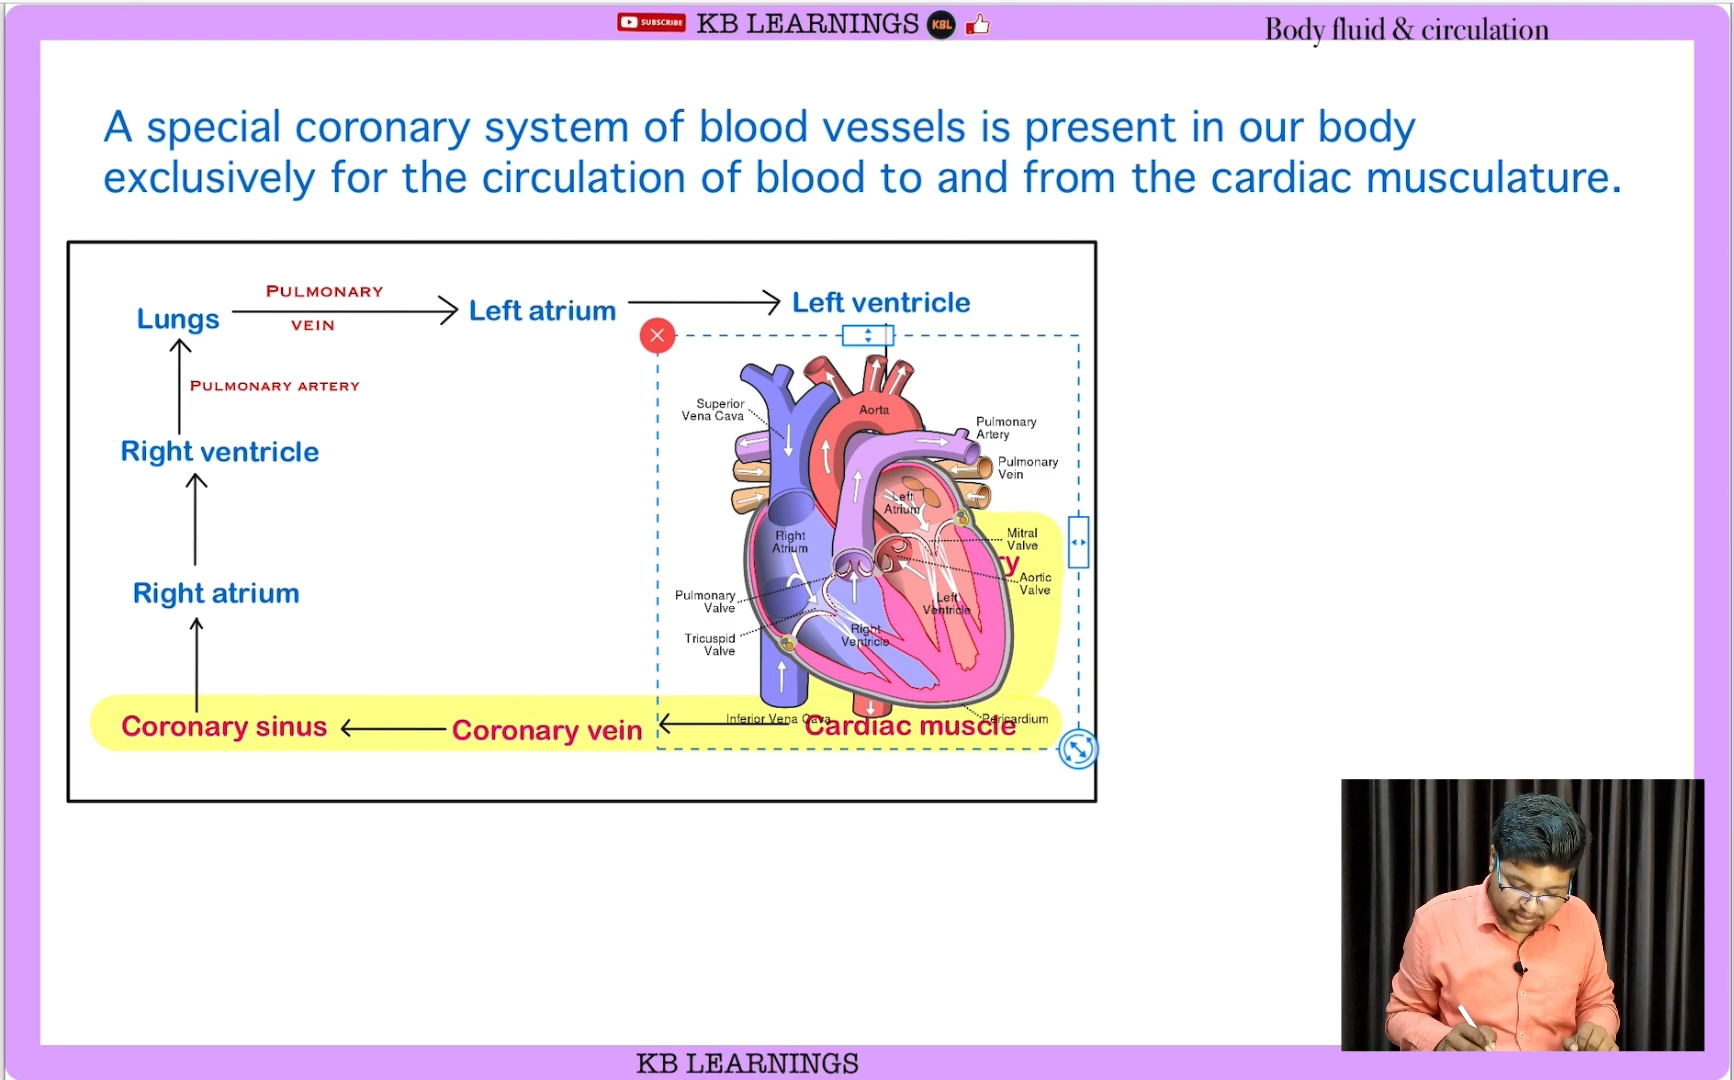 SUBSCRIBE KB LEARNINGS KBL
Body fluid & circulation
A special coronary system of blood vessels is present in our body
exclusively for the circulation of blood to and from the cardiac musculature.
Lungs
PULMONARY
VEIN
Left atrium
Left ventricle
PULMONARY ARTERY
Right ventricle
Right atrium
Superior
Vena Cava
Aorta
Pulmonary
Artery
Pulmonary
Vein
Left
Atrium
Right
Atrium
Mitral
Valve
ry
Aortic
Valve
Pulmonary
Valve
Left
Ventricle
Tricuspid
Valve
Right
Ventricle
Inferior Vena Cava
Pericardium
Coronary sinus
Coronary vein
Cardiac muscle
KB LEARNINGS